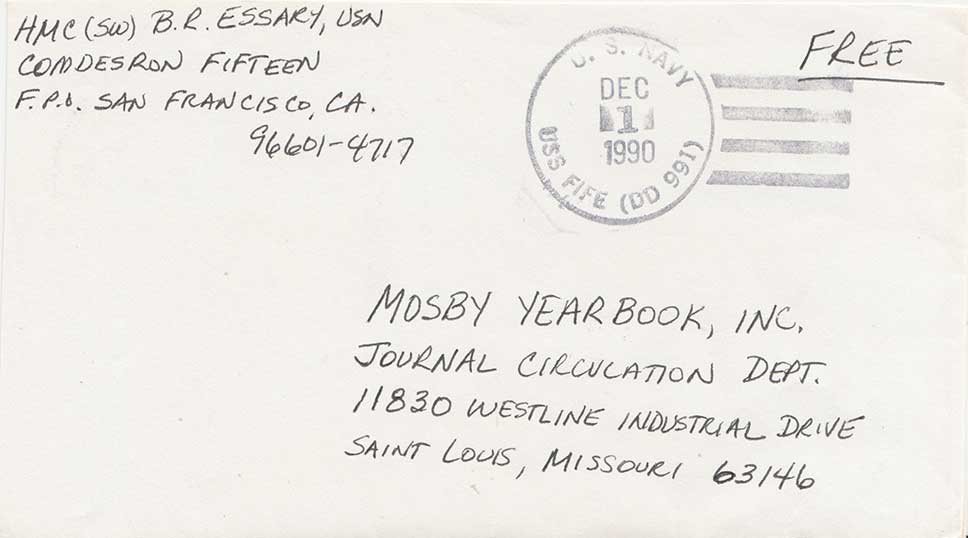 HMC (SW) B.R. ESSARY, USN
COMDESRON FIFTEEN
F.P.O. SAN FRANCISCO, CA.
96601-4717
U. S. NAVY
DEC
1
1990
USS FIFE (DD 991)
FREE
MOSBY YEARBOOK, INC.
JOURNAL CIRCULATION DEPT.
11830 WESTLINE INDUSTRIAL DRIVE
SAINT LOUIS, MISSOURI 63146